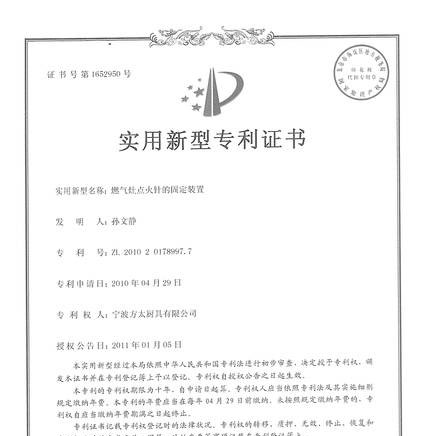 证书号第1652950号
实用新型专利证书
实用新型名称：燃气灶点火针的固定装置
发 明 人：孙文静
专 利 号：ZL 2010 2 0178997.7
专利申请日：2010年04月29日
专 利 权 人：宁波方太厨具有限公司
授权公告日：2011年01月05日
本实用新型经过本局依照中华人民共和国专利法进行初步审查，决定授予专利权，颁
发本证书并在专利登记簿上予以登记。专利权自授权公告之日起生效。
本专利的专利权期限为十年，自申请日起算。专利权人应当依照专利法及其实施细则
规定缴纳年费。本专利的年费应当在每年04月29日前缴纳。未按照规定缴纳年费的，专
利权自应当缴纳年费期满之日起终止。
专利证书记载专利权登记时的法律状况。专利权的转移、质押、无效、终止、恢复和